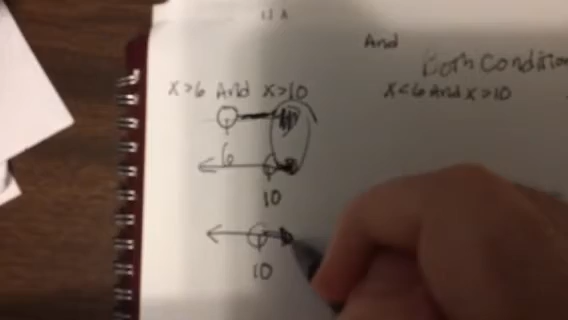 And
Both Condition
x > 6 And x > 10
x < 6 And x > 10
6
10
10